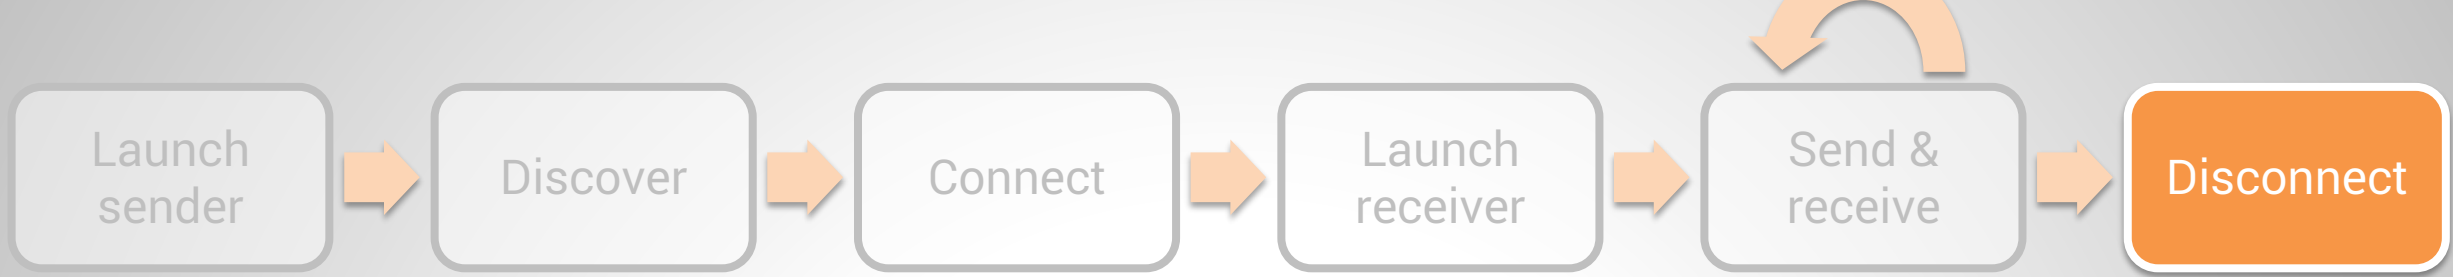 Launch
sender
Discover
Connect
Launch
receiver
Send &
receive
Disconnect